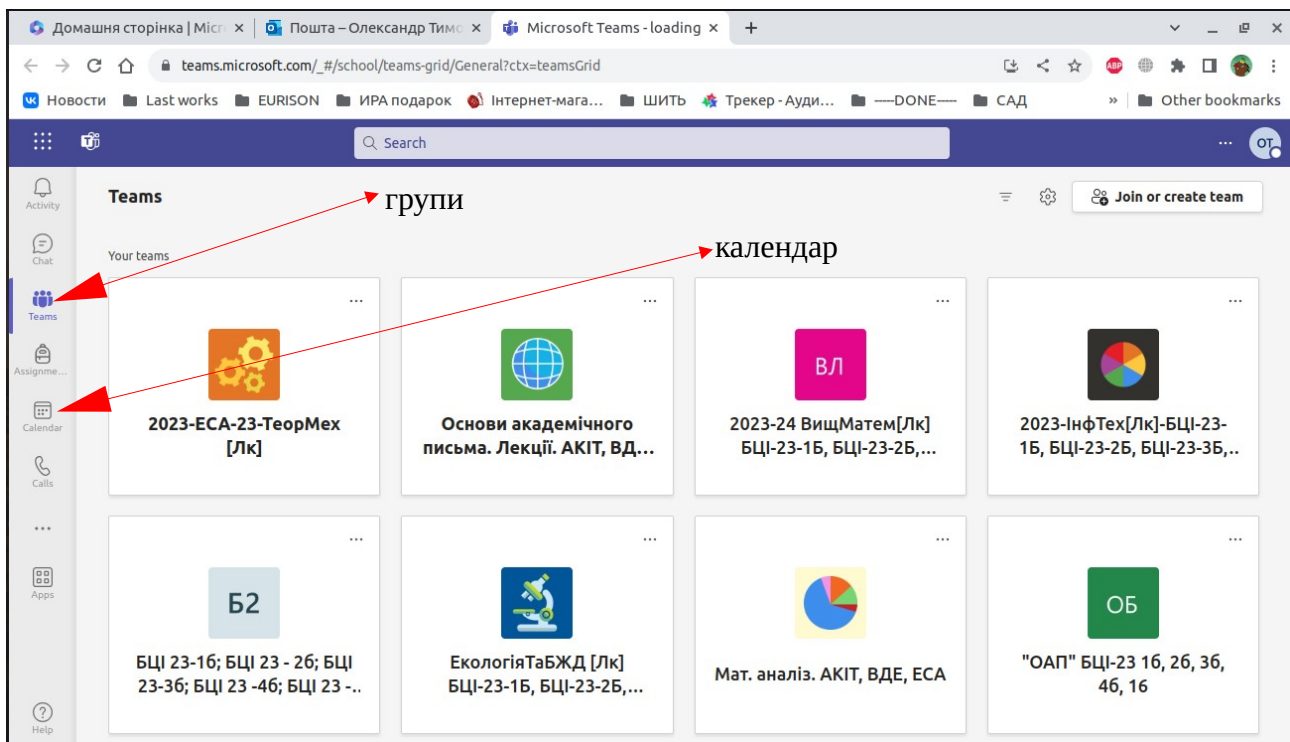 Домашня сторінка | Micr
Пошта – Олександр Тимо
Microsoft Teams - loading
teams.microsoft.com/_#/school/teams-grid/General?ctx=teamsGrid
ABP
Новости Last works EURISON ИРА подарок Інтернет-мага... ШИТЬ Трекер - Ауди... -----DONE----- САД » Other bookmarks
Search
ОТ
Activity
Chat
Teams
Assignme...
Calendar
Calls
Apps
Help
Teams
групи
Join or create team
календар
Your teams
2023-ЕСА-23-ТеорМех
[Лк]
Основи академічного
письма. Лекції. АКІТ, ВД...
ВЛ
2023-24 ВищМатем[Лк]
БЦІ-23-1Б, БЦІ-23-2Б,...
2023-ІнфТех[Лк]-БЦІ-23-
1Б, БЦІ-23-2Б, БЦІ-23-3Б,..
Б2
БЦІ 23-1б; БЦІ 23 - 2б; БЦІ
23-3б; БЦІ 23 -4б; БЦІ 23 -..
ЕкологіяТаБЖД [Лк]
БЦІ-23-1Б, БЦІ-23-2Б,...
Мат. аналіз. АКІТ, ВДЕ, ЕСА
ОБ
"ОАП" БЦІ-23 1б, 2б, 3б,
4б, 1б